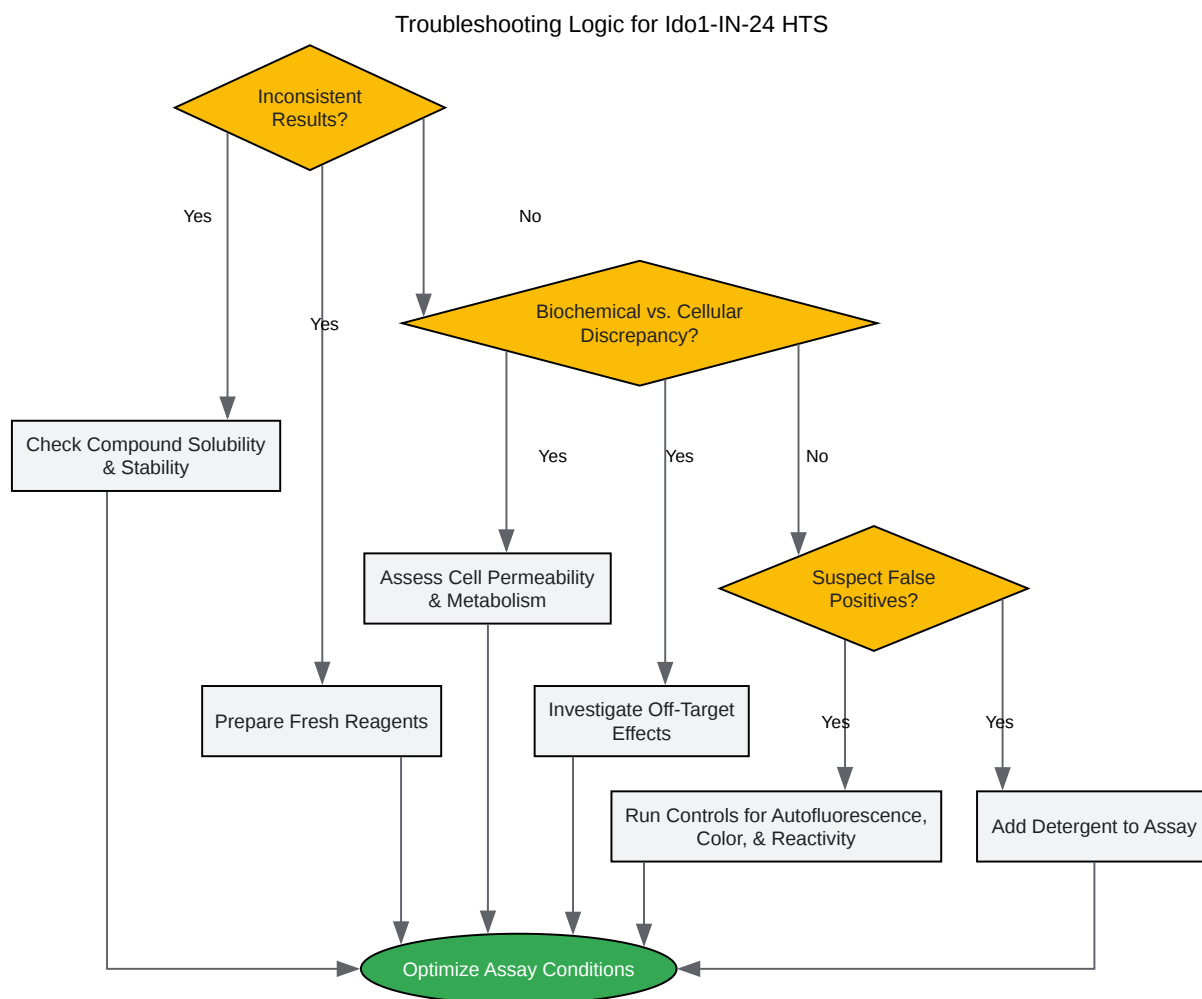 Troubleshooting Logic for Ido1-IN-24 HTS
Inconsistent
Results?
Yes
No
Yes
Biochemical vs. Cellular
Discrepancy?
Check Compound Solubility
& Stability
Yes
Yes
No
Assess Cell Permeability
& Metabolism
Suspect False
Positives?
Prepare Fresh Reagents
Investigate Off-Target
Effects
Yes
Yes
Run Controls for Autofluorescence,
Color, & Reactivity
Add Detergent to Assay
Optimize Assay Conditions